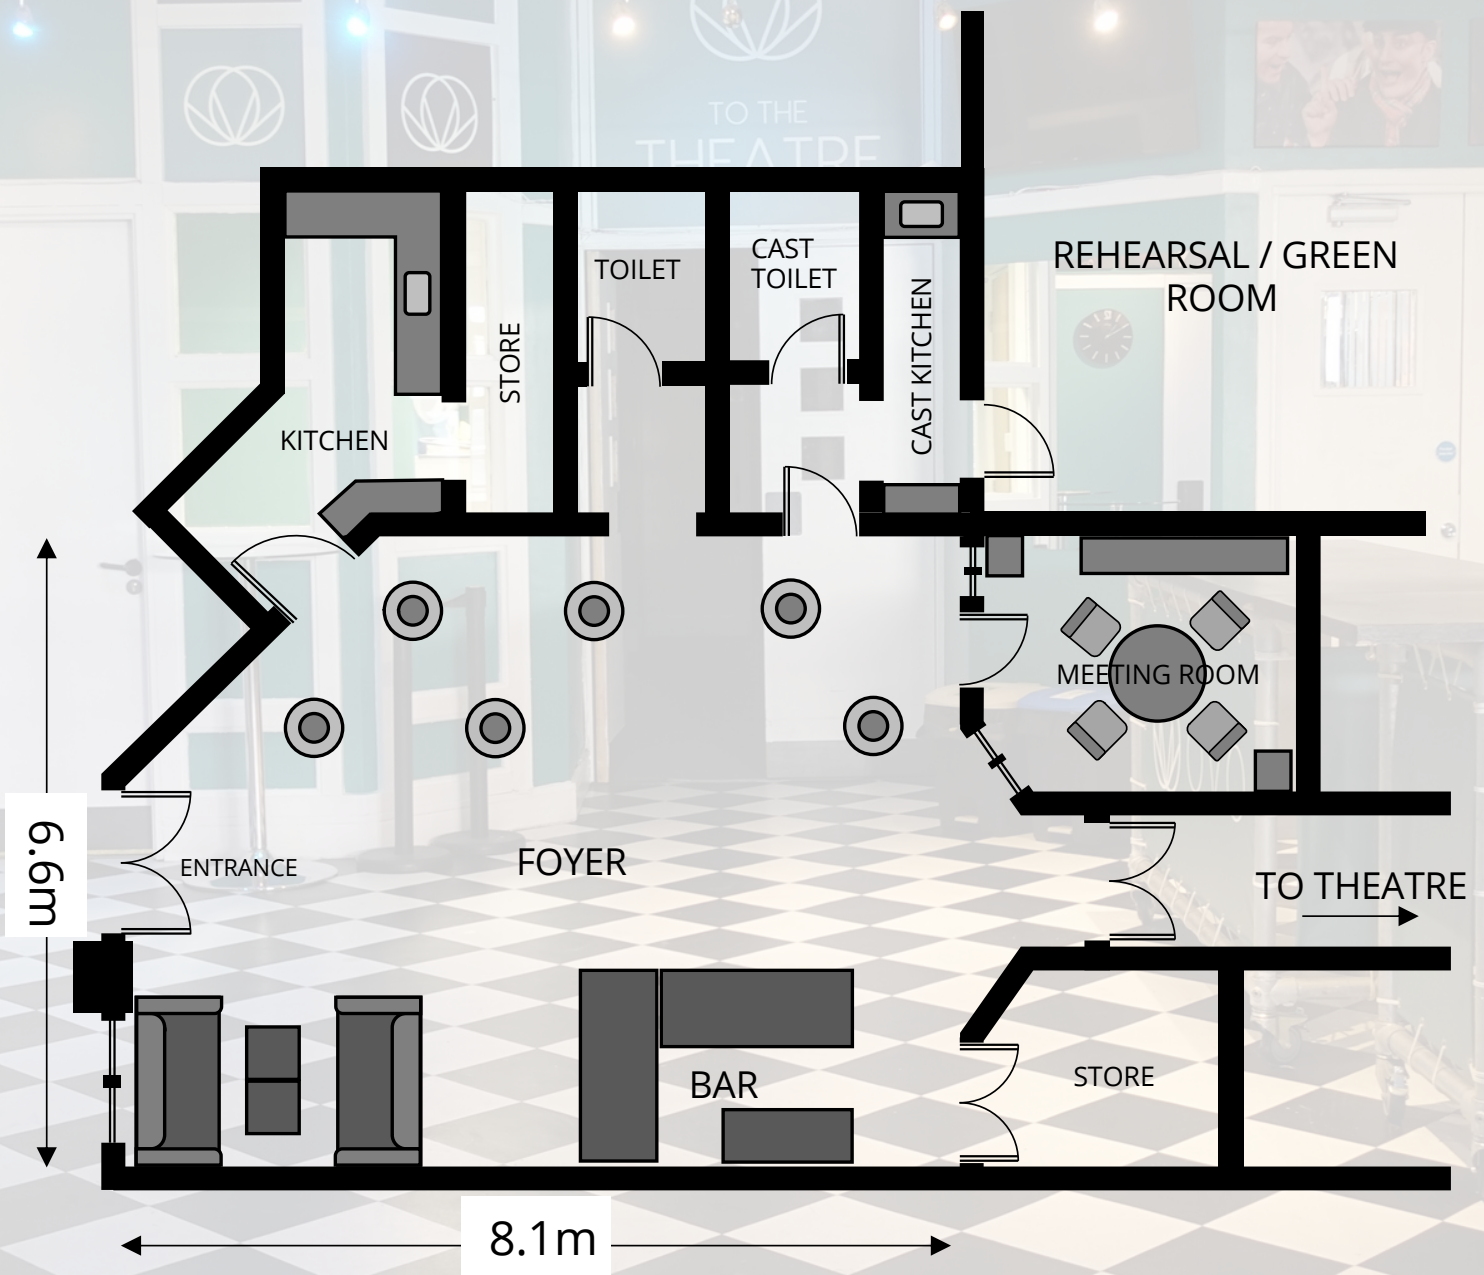 TO THE
THEATRE
REHEARSAL / GREEN
ROOM
TOILET
CAST
TOILET
CAST KITCHEN
STORE
KITCHEN
MEETING ROOM
6.6m
ENTRANCE
FOYER
TO THEATRE
BAR
STORE
8.1m